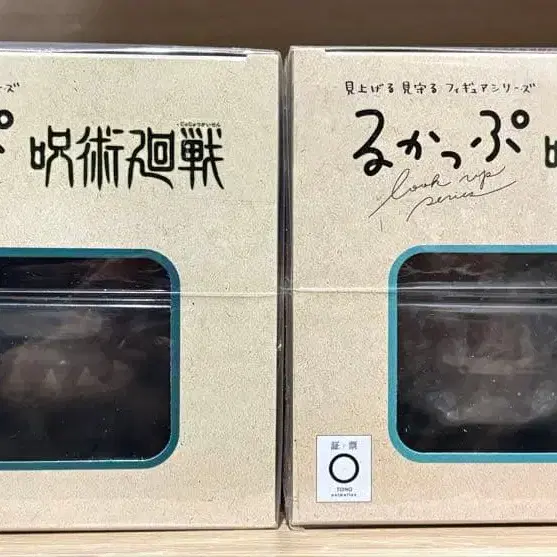 ーズ
ぷ 呪術廻戦
じゅじゅつかいせん
見上げる 見守る フィギュアシリーズ
るかっぷ
look up
series
証・票
TOHO
animation